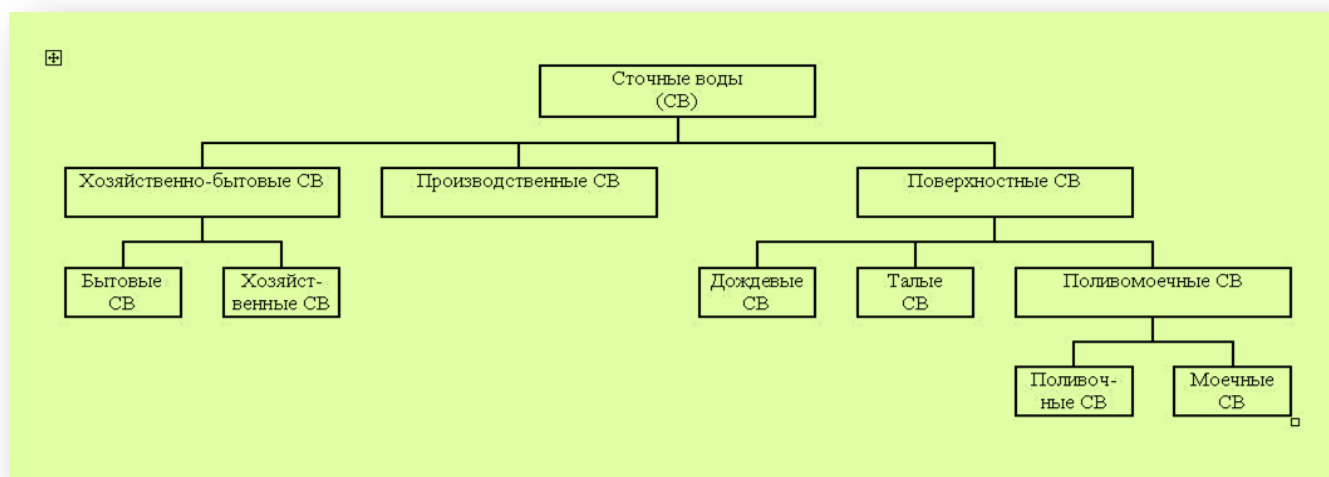 Сточные воды
(СВ)
Хозяйственно-бытовые СВ
Производственные СВ
Поверхностные СВ
Бытовые
СВ
Хозяйст-
венные СВ
Дождевые
СВ
Талые
СВ
Поливомоечные СВ
Поливоч-
ные СВ
Моечные
СВ